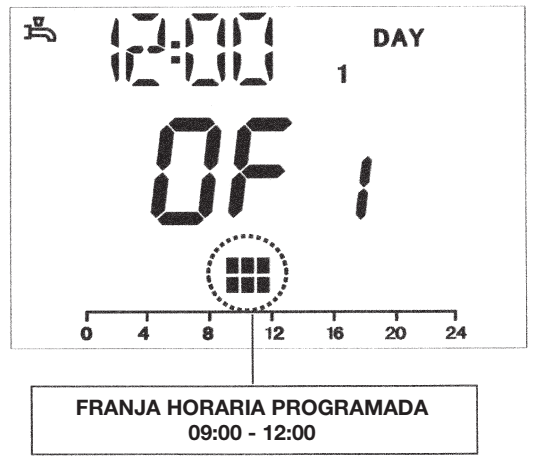 12:00 DAY
1
OF 1
0 4 8 12 16 20 24
FRANJA HORARIA PROGRAMADA
09:00 - 12:00